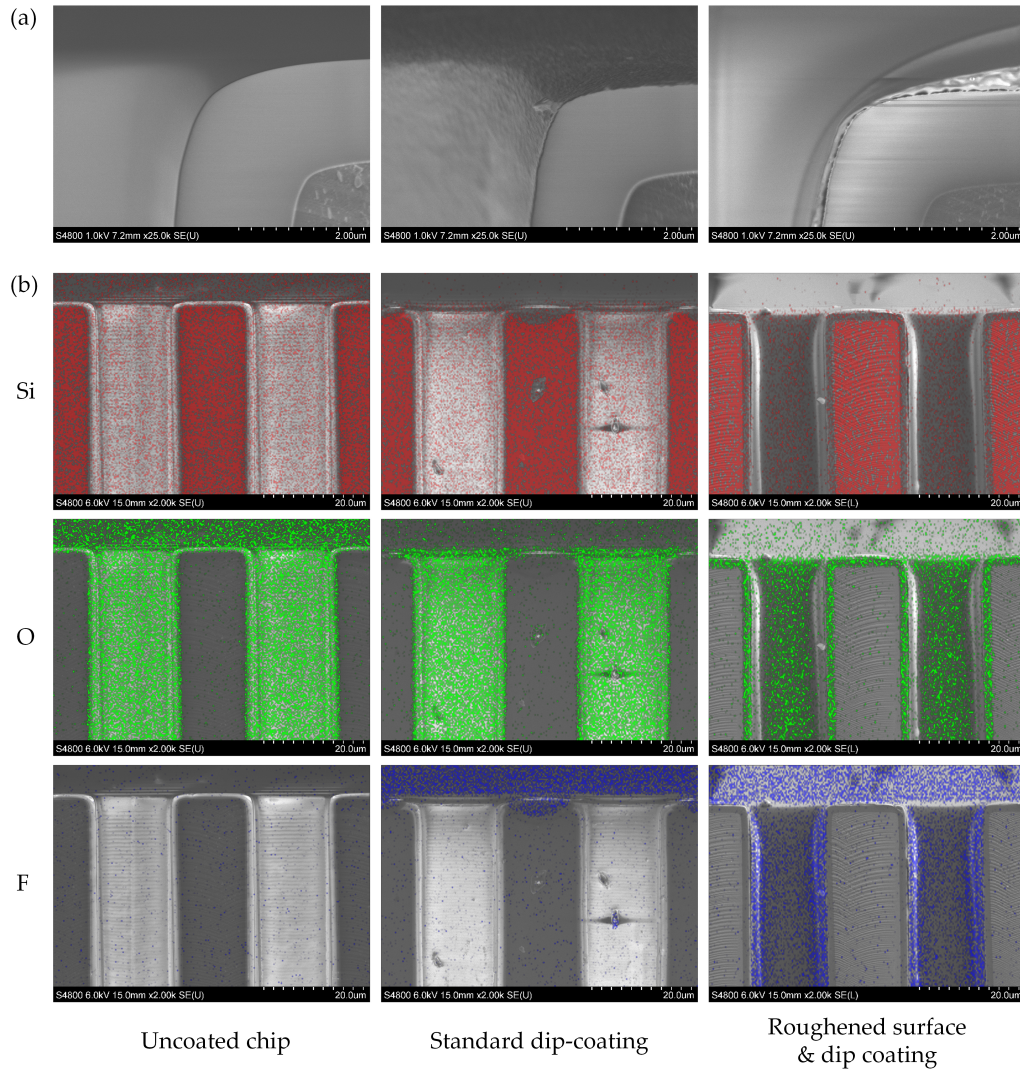 (a)
S4800 1.0kV 7.2mm x25.0k SE(U) 2.00um
S4800 1.0kV 7.2mm x25.0k SE(U) 2.00um
S4800 1.0kV 7.2mm x25.0k SE(U) 2.00um
(b)
Si
S4800 6.0kV 15.0mm x2.00k SE(U) 20.0um
S4800 6.0kV 15.0mm x2.00k SE(U) 20.0um
S4800 6.0kV 15.0mm x2.00k SE(L) 20.0um
O
S4800 6.0kV 15.0mm x2.00k SE(U) 20.0um
S4800 6.0kV 15.0mm x2.00k SE(U) 20.0um
S4800 6.0kV 15.0mm x2.00k SE(L) 20.0um
F
S4800 6.0kV 15.0mm x2.00k SE(U) 20.0um
S4800 6.0kV 15.0mm x2.00k SE(U) 20.0um
S4800 6.0kV 15.0mm x2.00k SE(L) 20.0um
Uncoated chip
Standard dip-coating
Roughened surface
& dip coating